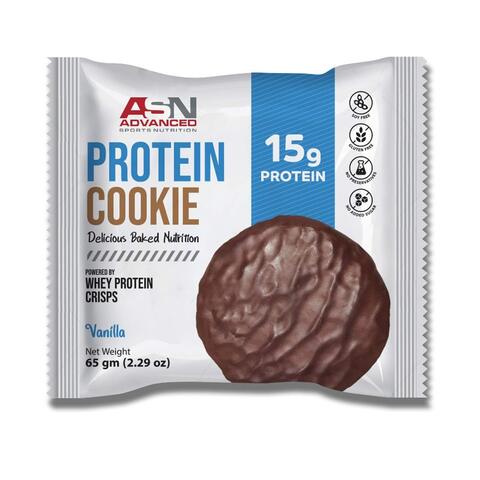 ASN
ADVANCED
SPORTS NUTRITION
PROTEIN
COOKIE
Delicious Baked Nutrition
POWERED BY
WHEY PROTEIN
CRISPS
Vanilla
Net Weight
65 gm (2.29 oz)
15g
PROTEIN
SOY FREE
GLUTEN FREE
NO PRESERVATIVES
NO ADDED SUGAR